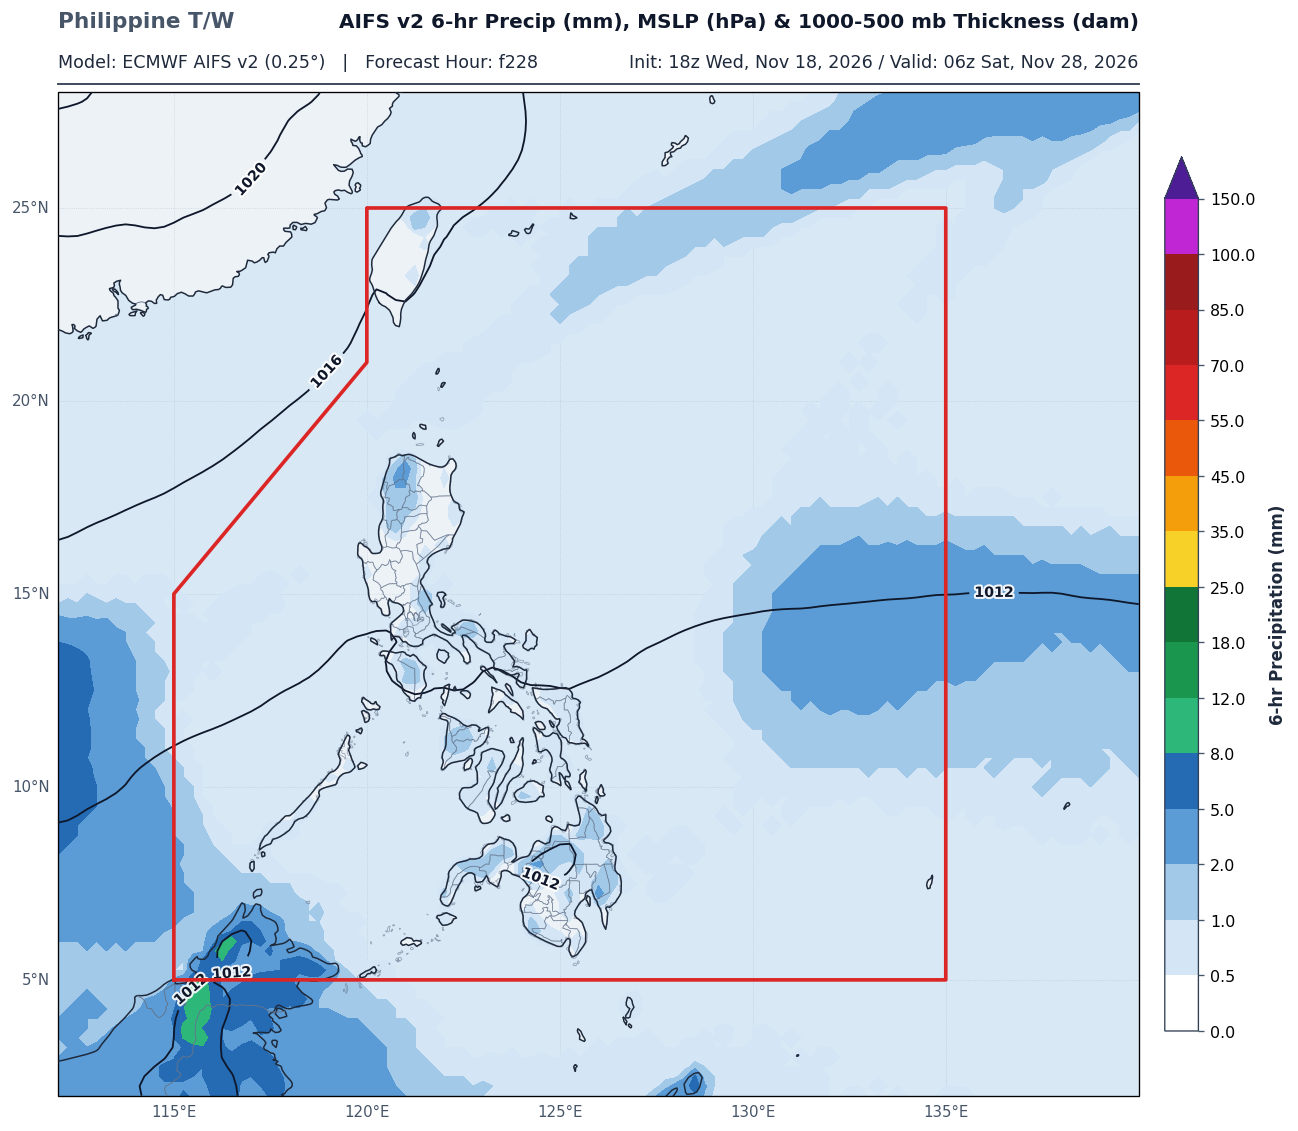 Philippine T/W
AIFS v2 6-hr Precip (mm), MSLP (hPa) & 1000-500 mb Thickness (dam)
Model: ECMWF AIFS v2 (0.25°)   |   Forecast Hour: f228
Init: 18z Wed, Nov 18, 2026 / Valid: 06z Sat, Nov 28, 2026
1020
1016
1012
1012
1012
1012
25°N
20°N
15°N
10°N
5°N
115°E
120°E
125°E
130°E
135°E
150.0
100.0
85.0
70.0
55.0
45.0
35.0
25.0
18.0
12.0
8.0
5.0
2.0
1.0
0.5
0.0
6-hr Precipitation (mm)